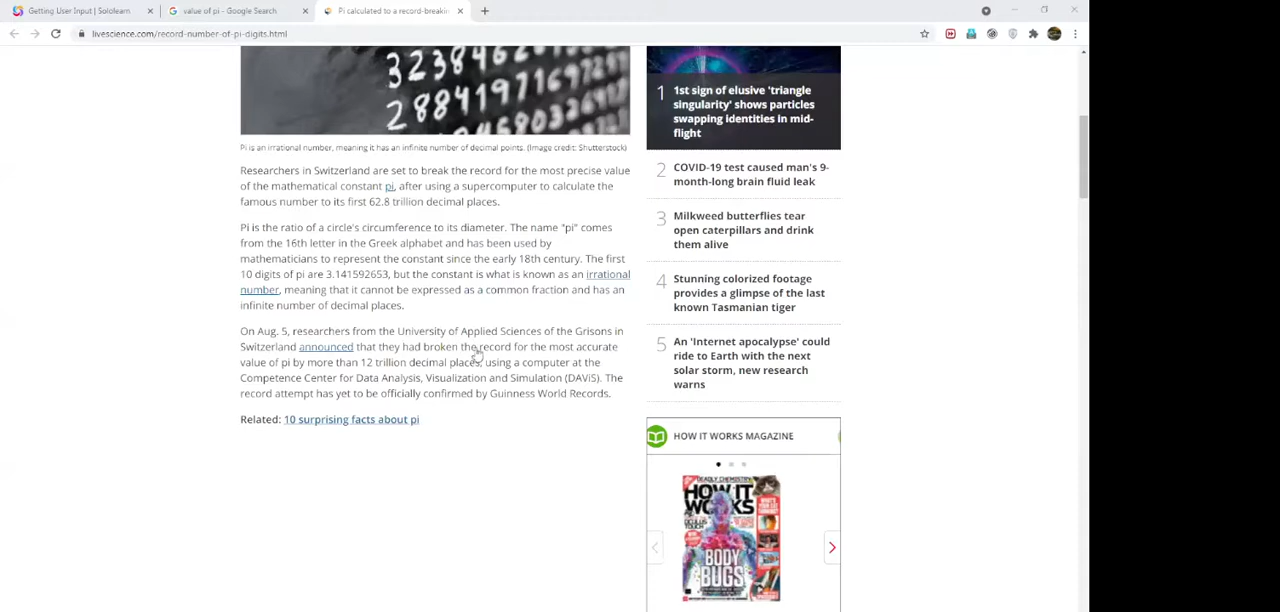 Getting User Input | Sololearn
value of pi - Google Search
Pi calculated to a record-breakin
livescience.com/record-number-of-pi-digits.html
32384626
2884197169
Pi is an irrational number, meaning it has an infinite number of decimal points. (Image credit: Shutterstock)
Researchers in Switzerland are set to break the record for the most precise value
of the mathematical constant pi, after using a supercomputer to calculate the
famous number to its first 62.8 trillion decimal places.
Pi is the ratio of a circle's circumference to its diameter. The name "pi" comes
from the 16th letter in the Greek alphabet and has been used by
mathematicians to represent the constant since the early 18th century. The first
10 digits of pi are 3.141592653, but the constant is what is known as an irrational
number, meaning that it cannot be expressed as a common fraction and has an
infinite number of decimal places.
On Aug. 5, researchers from the University of Applied Sciences of the Grisons in
Switzerland announced that they had broken the record for the most accurate
value of pi by more than 12 trillion decimal places, using a computer at the
Competence Center for Data Analysis, Visualization and Simulation (DAViS). The
record attempt has yet to be officially confirmed by Guinness World Records.
Related: 10 surprising facts about pi
1 1st sign of elusive 'triangle
singularity' shows particles
swapping identities in mid-
flight
2 COVID-19 test caused man's 9-
month-long brain fluid leak
3 Milkweed butterflies tear
open caterpillars and drink
them alive
4 Stunning colorized footage
provides a glimpse of the last
known Tasmanian tiger
5 An 'Internet apocalypse' could
ride to Earth with the next
solar storm, new research
warns
HOW IT WORKS MAGAZINE
DEADLY CHEMISTRY
HOW IT
WORKS
BODY
BUGS